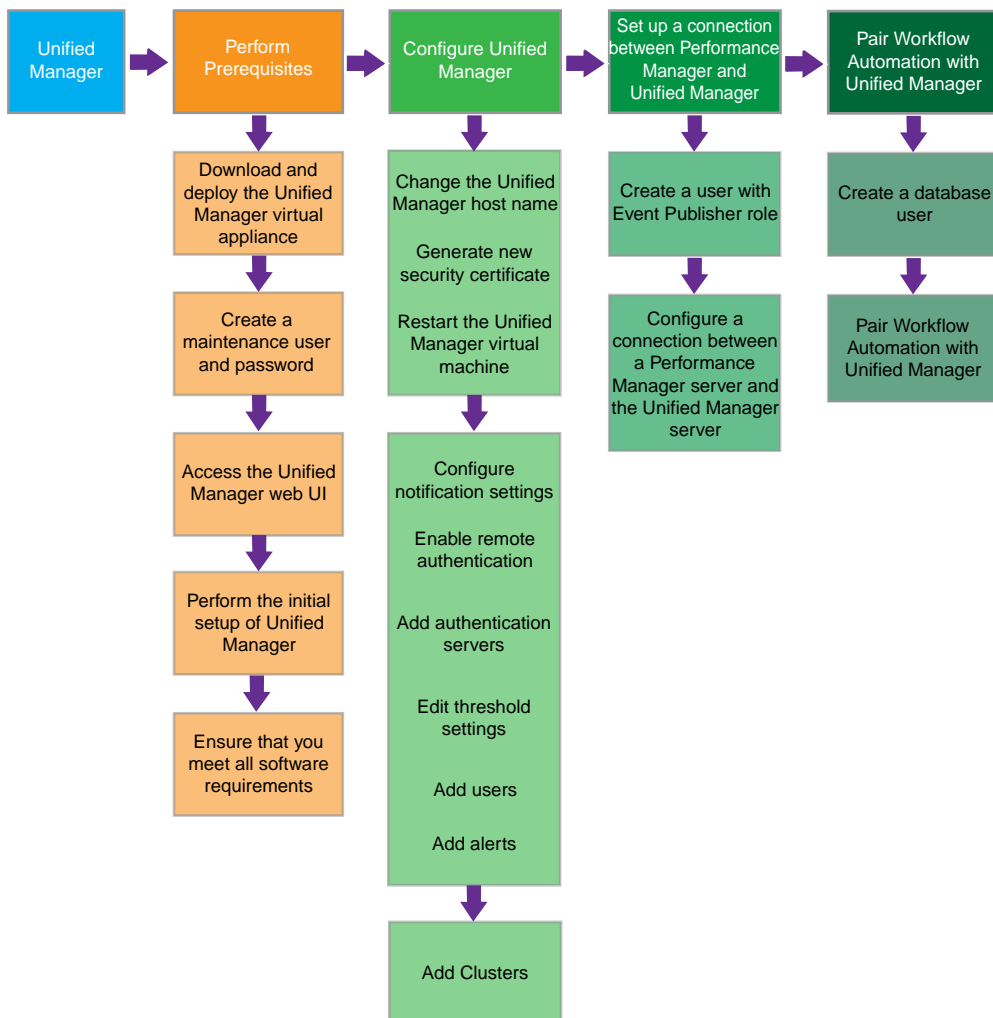 Unified
Manager
Perform
Prerequisites
Configure Unified
Manager
Set up a connection
between Performance
Manager and
Unified Manager
Pair Workflow
Automation with
Unified Manager
Download and
deploy the Unified
Manager virtual
appliance
Create a
maintenance user
and password
Access the Unified
Manager web UI
Perform the initial
setup of Unified
Manager
Ensure that you
meet all software
requirements
Change the Unified
Manager host name
Generate new
security certificate
Restart the Unified
Manager virtual
machine
Configure
notification settings
Enable remote
authentication
Add authentication
servers
Edit threshold
settings
Add users
Add alerts
Add Clusters
Create a user with
Event Publisher role
Configure a
connection between
a Performance
Manager server and
the Unified Manager
server
Create a database
user
Pair Workflow
Automation with
Unified Manager